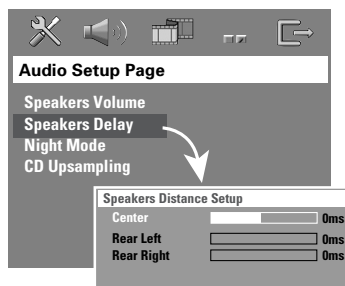 Audio Setup Page
Speakers Volume
Speakers Delay
Night Mode
CD Upsampling
Speakers Distance Setup
Center 0ms
Rear Left 0ms
Rear Right 0ms